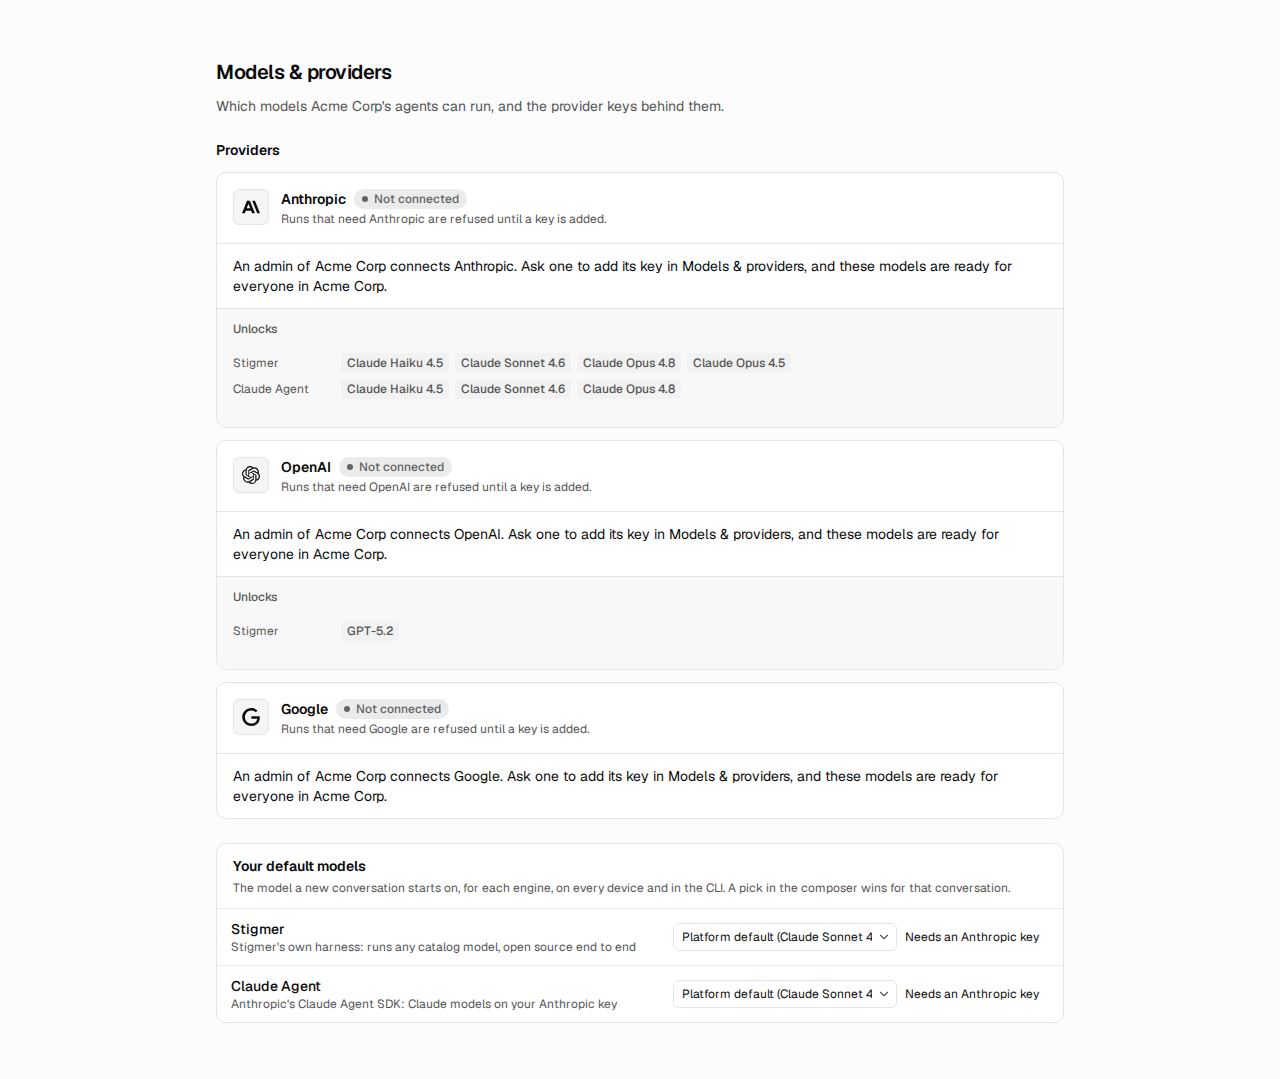 Models & providers
Which models Acme Corp's agents can run, and the provider keys behind them.
Providers
Anthropic
Not connected
Runs that need Anthropic are refused until a key is added.
An admin of Acme Corp connects Anthropic. Ask one to add its key in Models & providers, and these models are ready for
everyone in Acme Corp.
Unlocks
Stigmer Claude Haiku 4.5 Claude Sonnet 4.6 Claude Opus 4.8 Claude Opus 4.5
Claude Agent Claude Haiku 4.5 Claude Sonnet 4.6 Claude Opus 4.8
OpenAI
Not connected
Runs that need OpenAI are refused until a key is added.
An admin of Acme Corp connects OpenAI. Ask one to add its key in Models & providers, and these models are ready for
everyone in Acme Corp.
Unlocks
Stigmer GPT-5.2
Google
Not connected
Runs that need Google are refused until a key is added.
An admin of Acme Corp connects Google. Ask one to add its key in Models & providers, and these models are ready for
everyone in Acme Corp.
Your default models
The model a new conversation starts on, for each engine, on every device and in the CLI. A pick in the composer wins for that conversation.
Stigmer
Stigmer's own harness: runs any catalog model, open source end to end
Platform default (Claude Sonnet 4
Needs an Anthropic key
Claude Agent
Anthropic's Claude Agent SDK: Claude models on your Anthropic key
Platform default (Claude Sonnet 4
Needs an Anthropic key